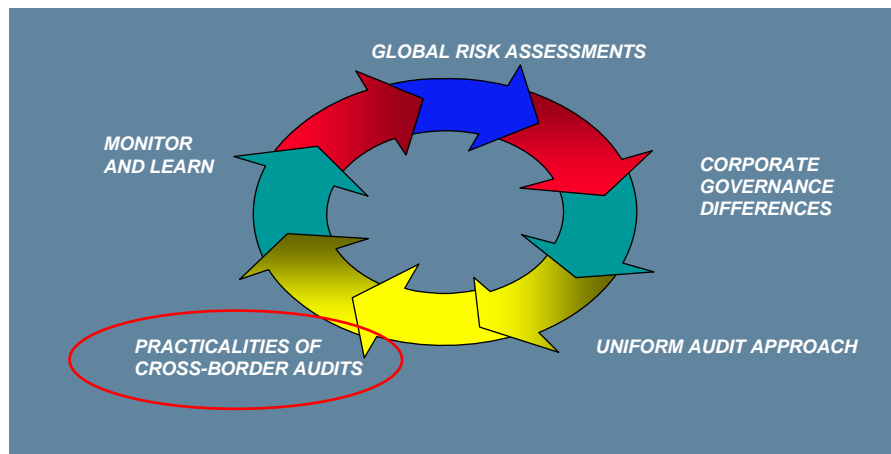 GLOBAL RISK ASSESSMENTS
MONITOR
AND LEARN
CORPORATE
GOVERNANCE
DIFFERENCES
PRACTICALITIES OF
CROSS-BORDER AUDITS
UNIFORM AUDIT APPROACH